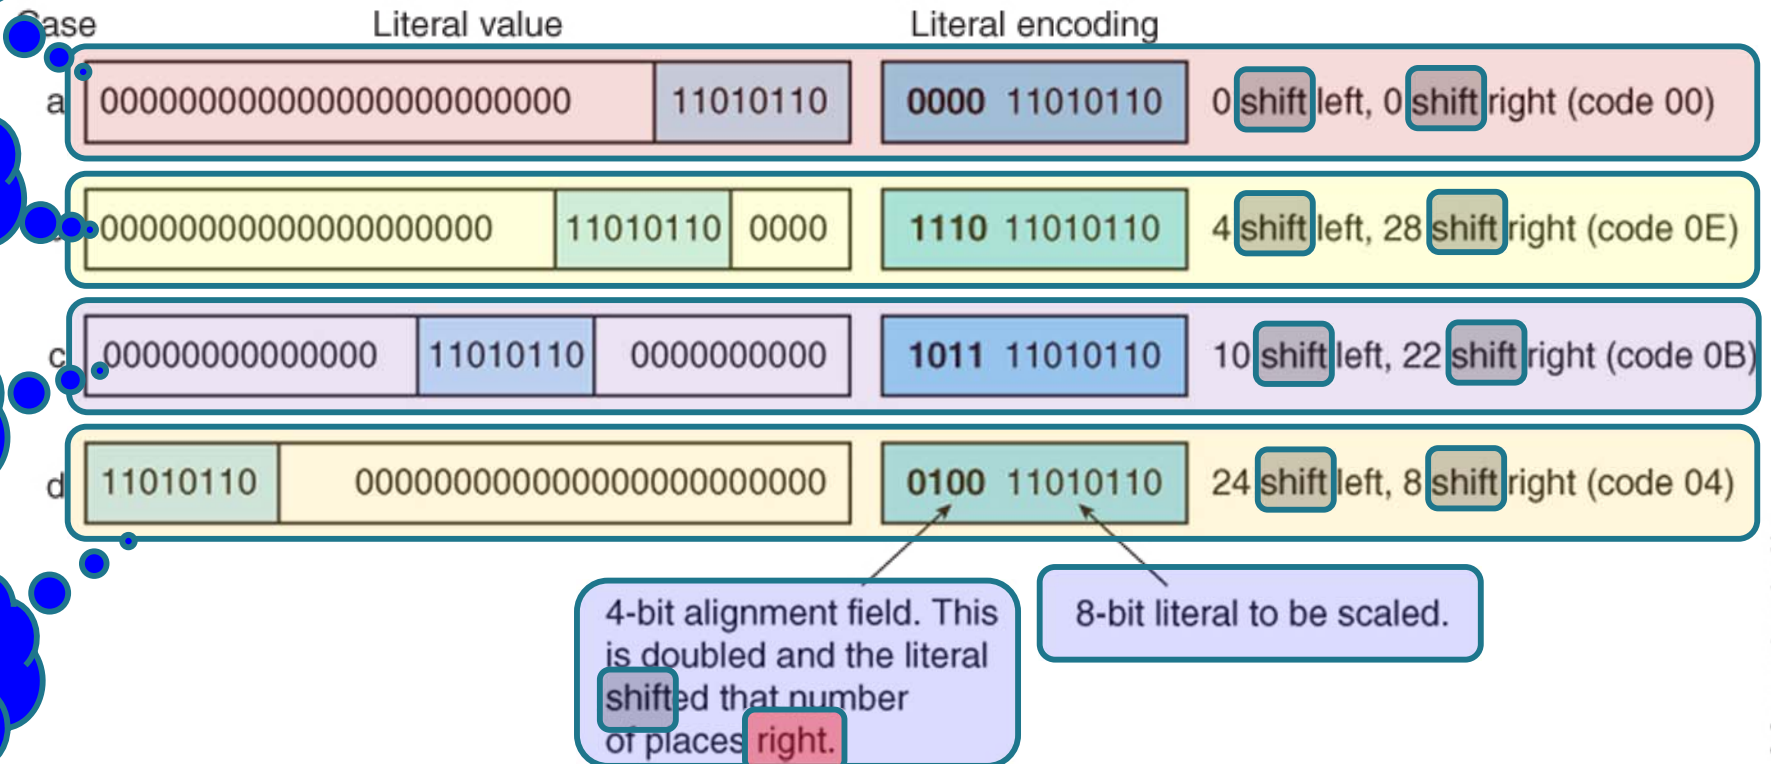 Case Literal value Literal encoding
a 000000000000000000000000 11010110 0000 11010110 0 shift left, 0 shift right (code 00)
00000000000000000000 11010110 0000 1110 11010110 4 shift left, 28 shift right (code 0E)
c 00000000000000 11010110 0000000000 1011 11010110 10 shift left, 22 shift right (code 0B)
d 11010110 000000000000000000000000 0100 11010110 24 shift left, 8 shift right (code 04)
4-bit alignment field. This
is doubled and the literal
shifted that number
of places right.
8-bit literal to be scaled.